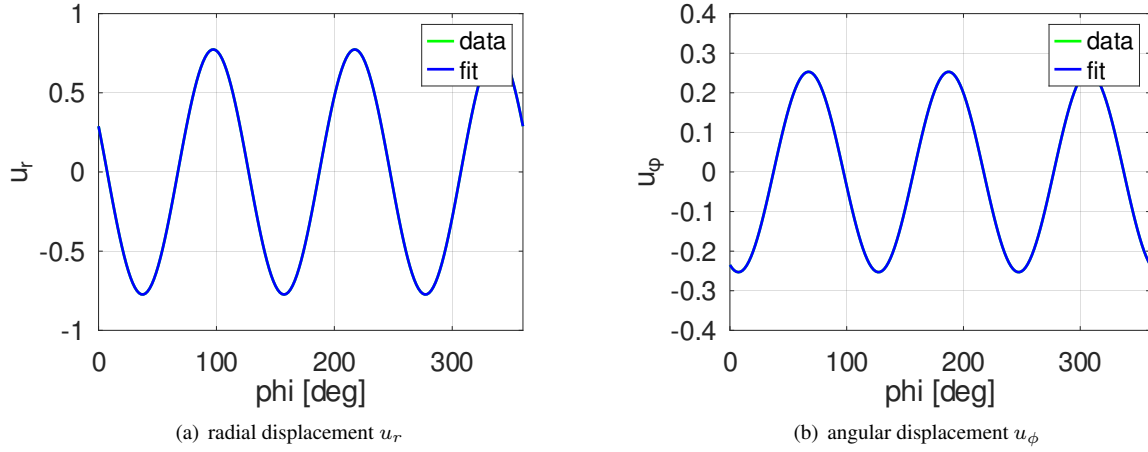 1
0.5
0
-0.5
-1
u_r
0
100
200
300
phi [deg]
data
fit
(a) radial displacement u_r
0.4
0.3
0.2
0.1
0
-0.1
-0.2
-0.3
-0.4
u_φ
0
100
200
300
phi [deg]
data
fit
(b) angular displacement u_ϕ